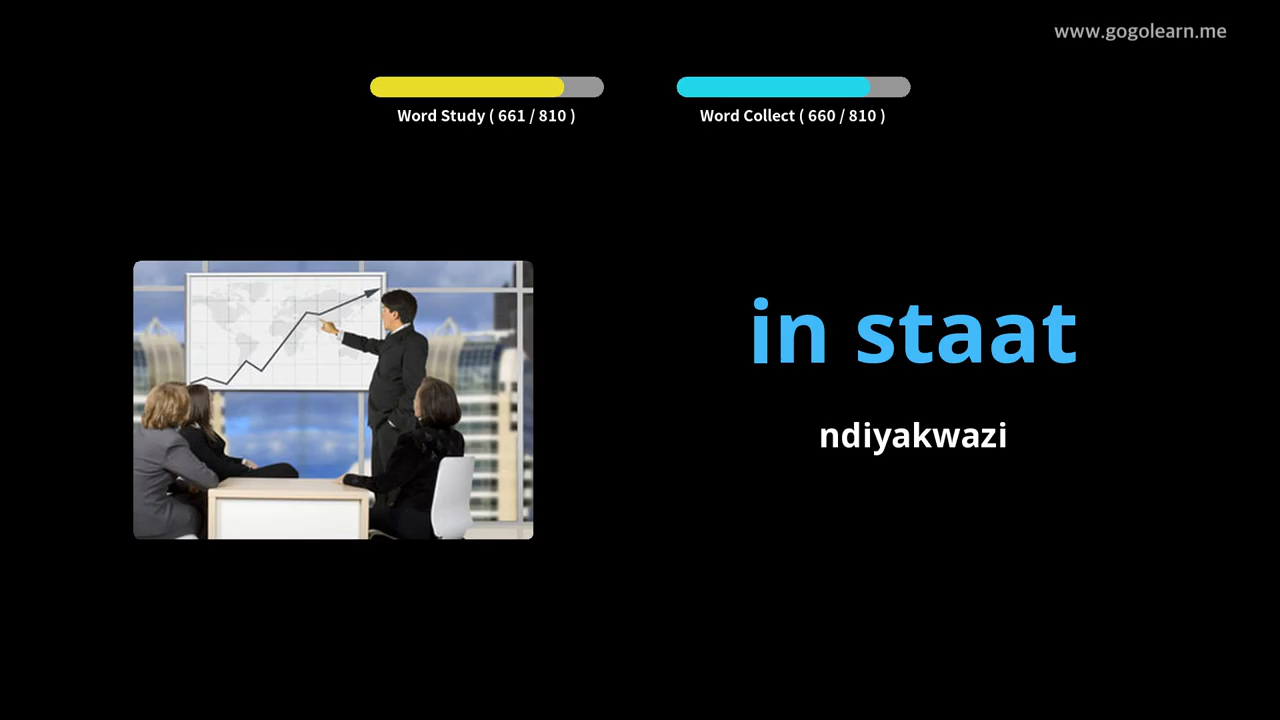 www.gogolearn.me
Word Study ( 661 / 810 )
Word Collect ( 660 / 810 )
in staat
ndiyakwazi